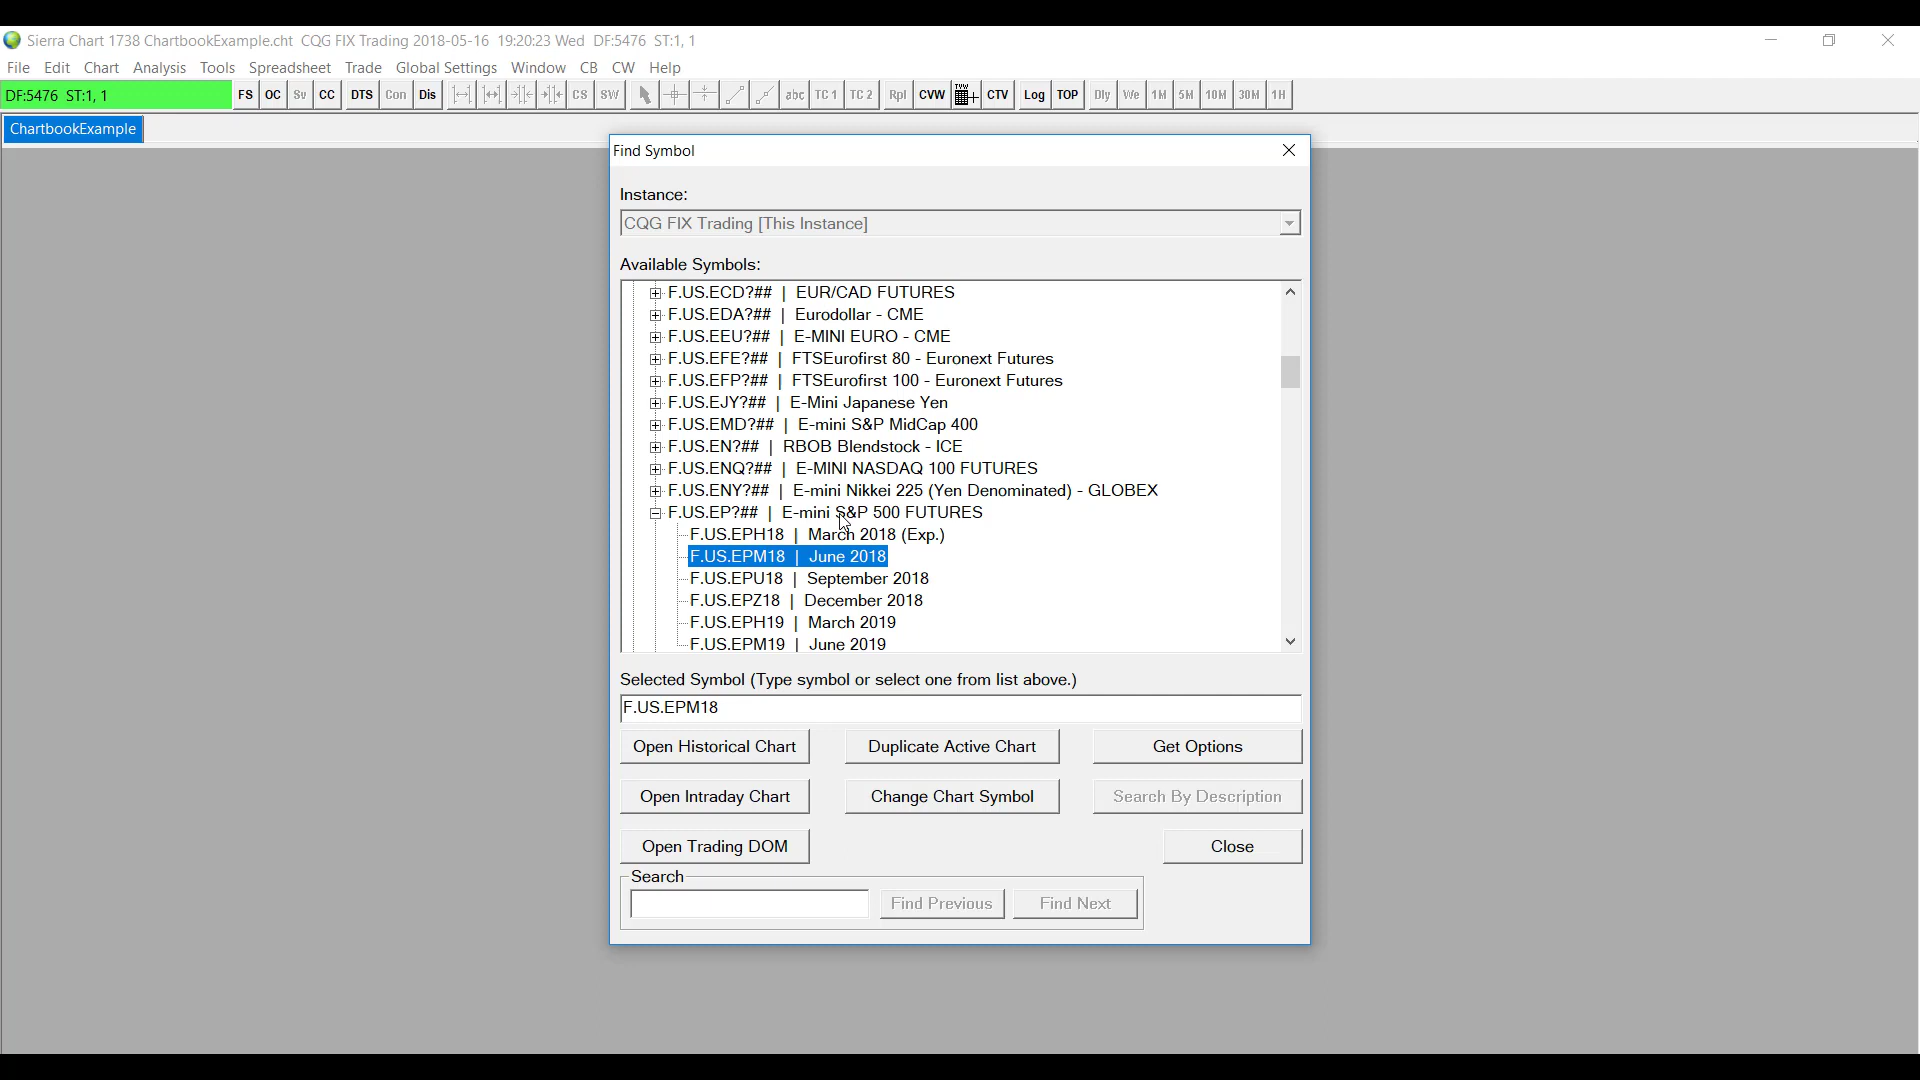 Sierra Chart 1738 ChartbookExample.cht  CQG FIX Trading 2018-05-16  19:20:23 Wed  DF:5476  ST:1, 1
File Edit Chart Analysis Tools Spreadsheet Trade Global Settings Window CB CW Help
DF:5476  ST:1, 1 FS OC Sv CC DTS Con Dis CS SW abc TC 1 TC 2 Rpl CVW CTV Log TOP Dly We 1M 5M 10M 30M 1H
ChartbookExample
Find Symbol
Instance:
CQG FIX Trading [This Instance]
Available Symbols:
F.US.ECD?## | EUR/CAD FUTURES
F.US.EDA?## | Eurodollar - CME
F.US.EEU?## | E-MINI EURO - CME
F.US.EFE?## | FTSEurofirst 80 - Euronext Futures
F.US.EFP?## | FTSEurofirst 100 - Euronext Futures
F.US.EJY?## | E-Mini Japanese Yen
F.US.EMD?## | E-mini S&P MidCap 400
F.US.EN?## | RBOB Blendstock - ICE
F.US.ENQ?## | E-MINI NASDAQ 100 FUTURES
F.US.ENY?## | E-mini Nikkei 225 (Yen Denominated) - GLOBEX
F.US.EP?## | E-mini S&P 500 FUTURES
F.US.EPH18 | March 2018 (Exp.)
F.US.EPM18 | June 2018
F.US.EPU18 | September 2018
F.US.EPZ18 | December 2018
F.US.EPH19 | March 2019
F.US.EPM19 | June 2019
Selected Symbol (Type symbol or select one from list above.)
F.US.EPM18
Open Historical Chart Duplicate Active Chart Get Options
Open Intraday Chart Change Chart Symbol Search By Description
Open Trading DOM Close
Search
Find Previous Find Next